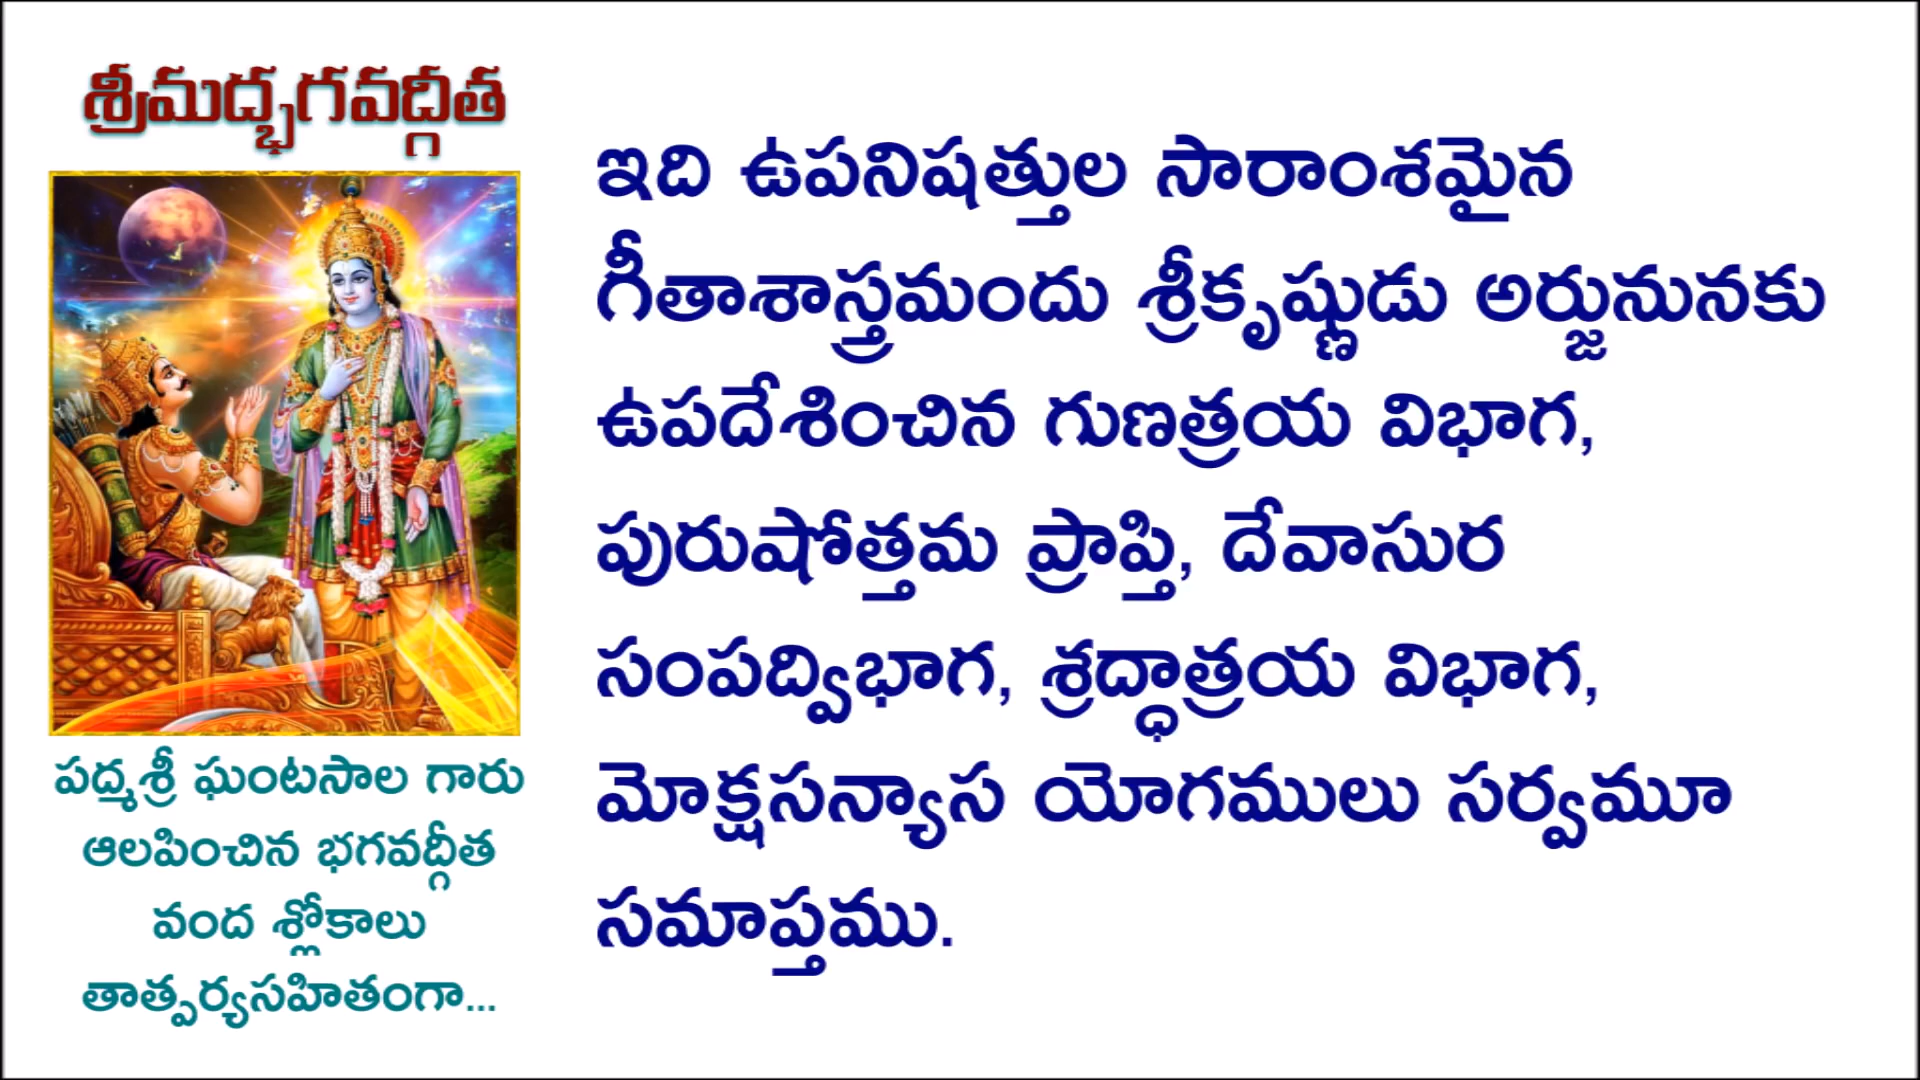 శ్రీమద్భగవద్గీత
ఇది ఉపనిషత్తుల సారాంశమైన
గీతాశాస్త్రమందు శ్రీకృష్ణుడు అర్జునునకు
ఉపదేశించిన గుణత్రయ విభాగ,
పురుషోత్తమ ప్రాప్తి, దేవాసుర
సంపద్విభాగ, శ్రద్ధాత్రయ విభాగ,
మోక్షసన్యాస యోగములు సర్వమూ
సమాప్తము.
పద్మశ్రీ ఘంటసాల గారు
ఆలపించిన భగవద్గీత
వంద శ్లోకాలు
తాత్పర్యసహితంగా...